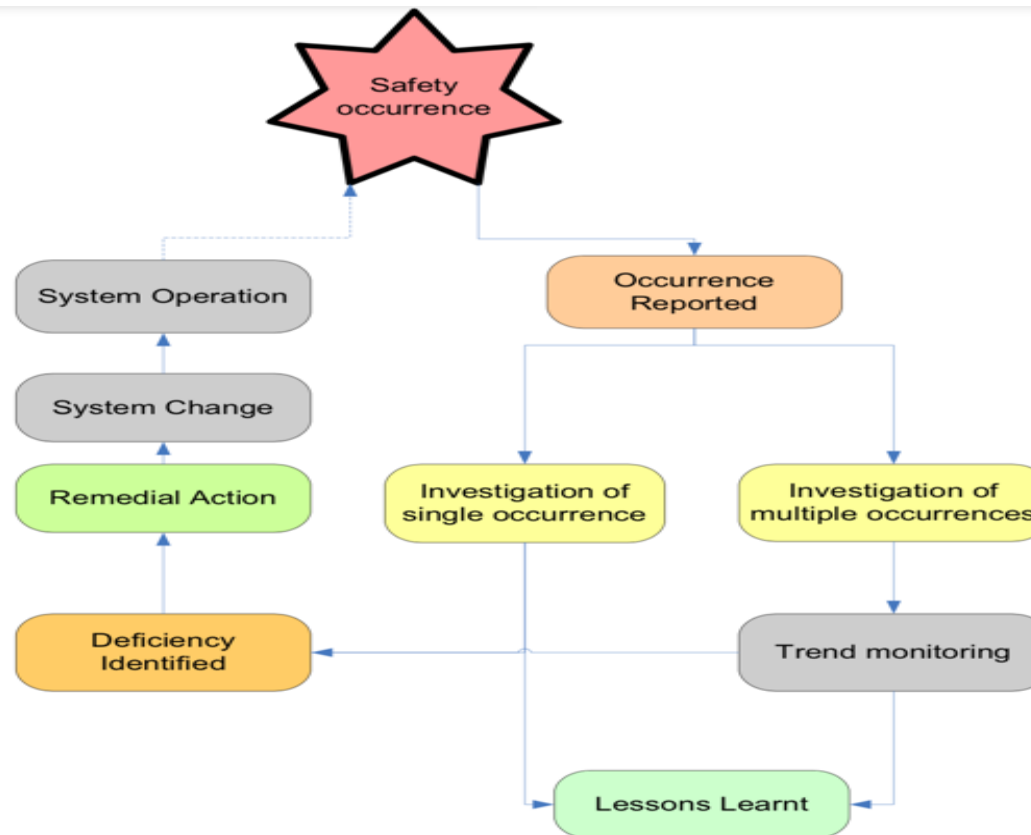 Safety
occurrence
System Operation
Occurrence
Reported
System Change
Remedial Action
Investigation of
single occurrence
Investigation of
multiple occurrences
Deficiency
Identified
Trend monitoring
Lessons Learnt